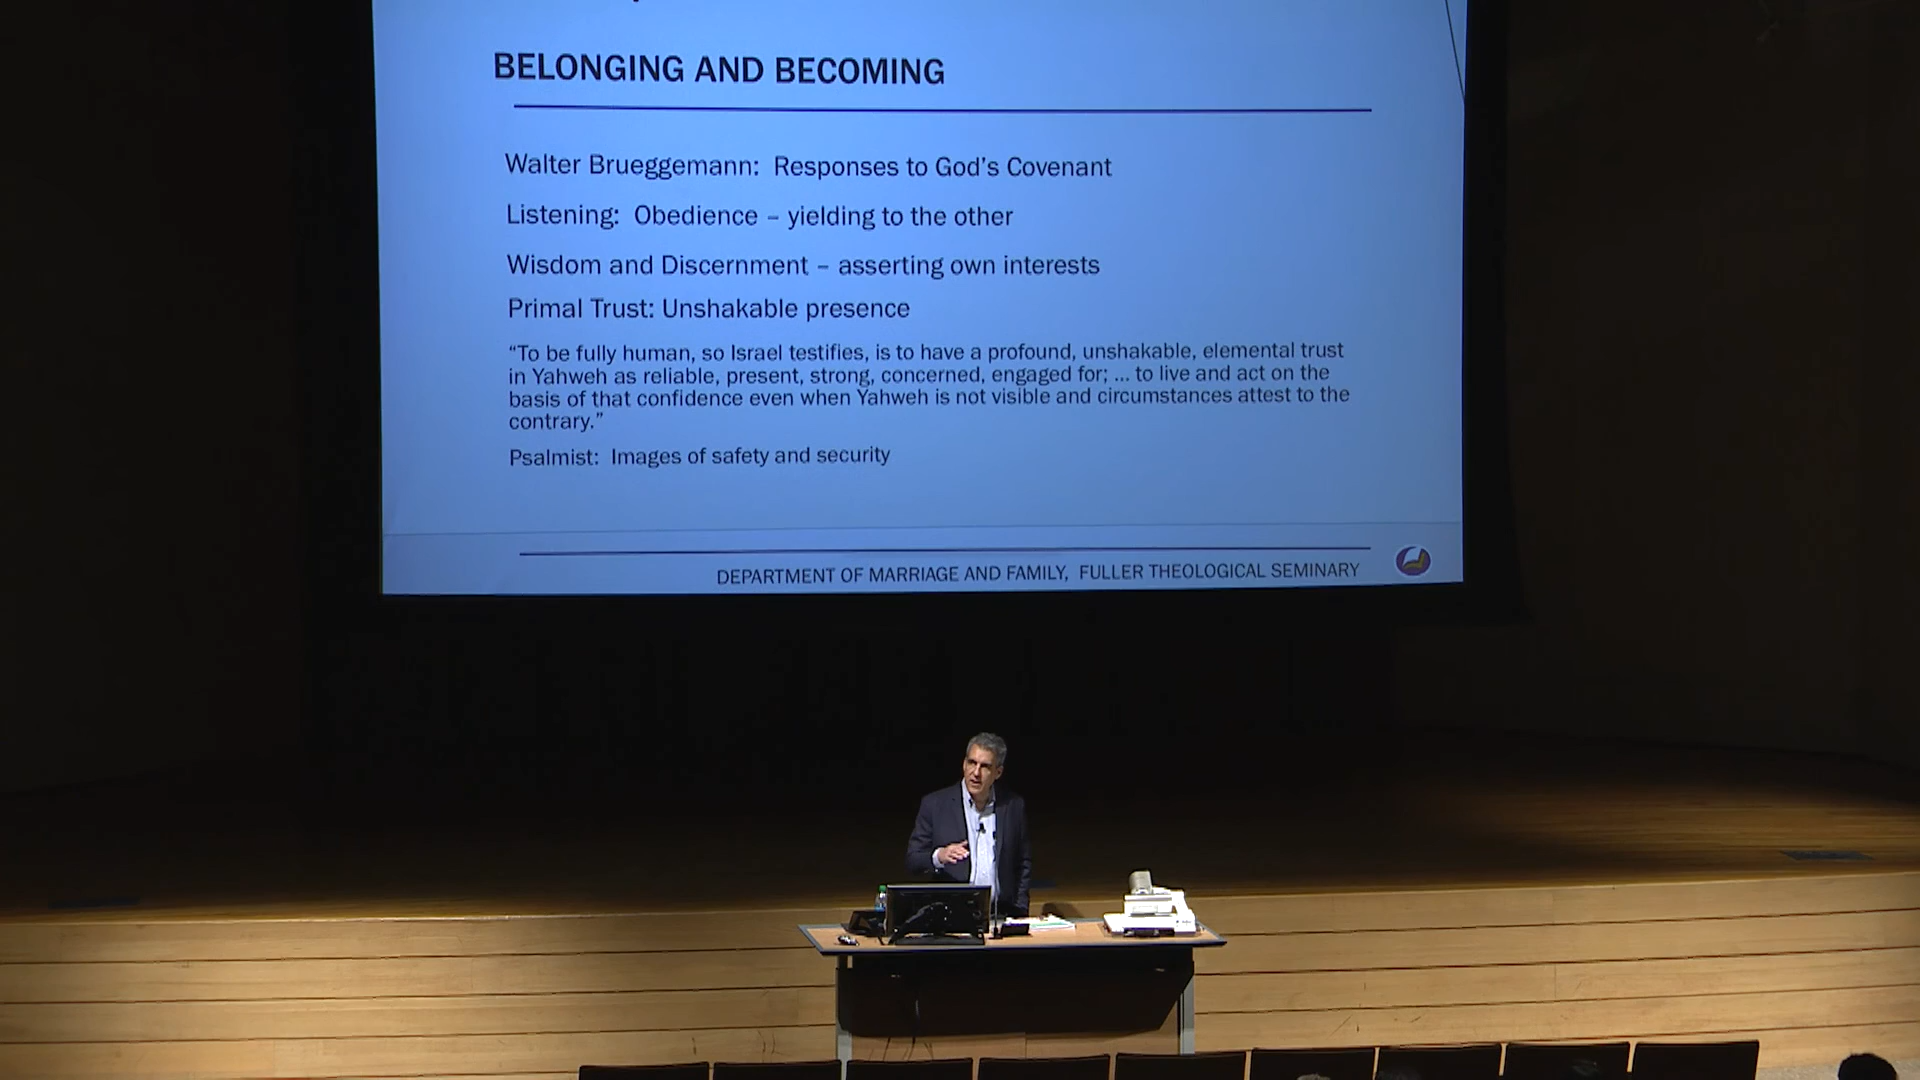 BELONGING AND BECOMING
Walter Brueggemann:  Responses to God's Covenant
Listening:  Obedience – yielding to the other
Wisdom and Discernment – asserting own interests
Primal Trust: Unshakable presence
“To be fully human, so Israel testifies, is to have a profound, unshakable, elemental trust
in Yahweh as reliable, present, strong, concerned, engaged for; ... to live and act on the
basis of that confidence even when Yahweh is not visible and circumstances attest to the
contrary.”
Psalmist:  Images of safety and security
DEPARTMENT OF MARRIAGE AND FAMILY,  FULLER THEOLOGICAL SEMINARY